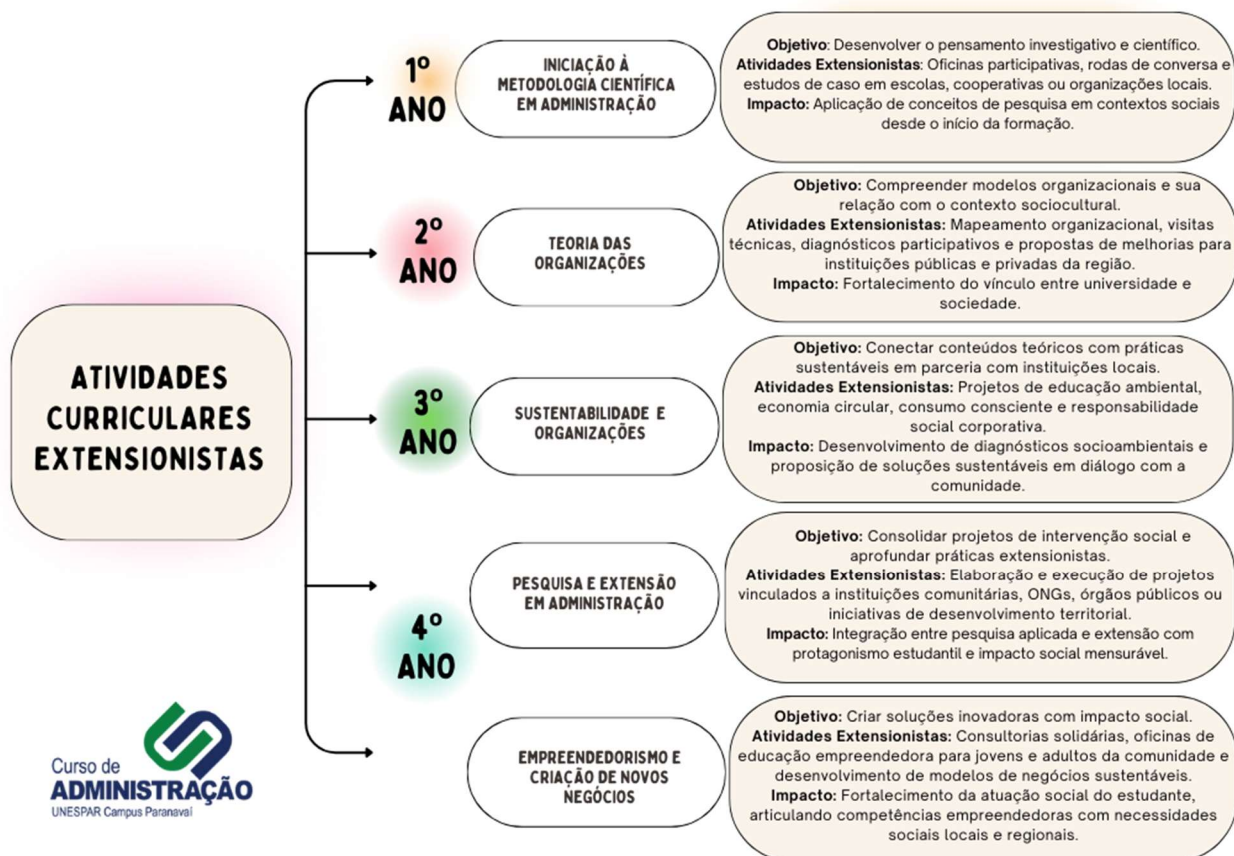 ATIVIDADES
CURRICULARES
EXTENSIONISTAS
1º
ANO
INICIAÇÃO À
METODOLOGIA CIENTÍFICA
EM ADMINISTRAÇÃO
Objetivo: Desenvolver o pensamento investigativo e científico.
Atividades Extensionistas: Oficinas participativas, rodas de conversa e
estudos de caso em escolas, cooperativas ou organizações locais.
Impacto: Aplicação de conceitos de pesquisa em contextos sociais
desde o início da formação.
2º
ANO
TEORIA DAS
ORGANIZAÇÕES
Objetivo: Compreender modelos organizacionais e sua
relação com o contexto sociocultural.
Atividades Extensionistas: Mapeamento organizacional, visitas
técnicas, diagnósticos participativos e propostas de melhorias para
instituições públicas e privadas da região.
Impacto: Fortalecimento do vínculo entre universidade e
sociedade.
3º
ANO
SUSTENTABILIDADE E
ORGANIZAÇÕES
Objetivo: Conectar conteúdos teóricos com práticas
sustentáveis em parceria com instituições locais.
Atividades Extensionistas: Projetos de educação ambiental,
economia circular, consumo consciente e responsabilidade
social corporativa.
Impacto: Desenvolvimento de diagnósticos socioambientais e
proposição de soluções sustentáveis em diálogo com a
comunidade.
4º
ANO
PESQUISA E EXTENSÃO
EM ADMINISTRAÇÃO
Objetivo: Consolidar projetos de intervenção social e
aprofundar práticas extensionistas.
Atividades Extensionistas: Elaboração e execução de projetos
vinculados a instituições comunitárias, ONGs, órgãos públicos ou
iniciativas de desenvolvimento territorial.
Impacto: Integração entre pesquisa aplicada e extensão com
protagonismo estudantil e impacto social mensurável.
EMPREENDEDORISMO E
CRIAÇÃO DE NOVOS
NEGÓCIOS
Objetivo: Criar soluções inovadoras com impacto social.
Atividades Extensionistas: Consultorias solidárias, oficinas de
educação empreendedora para jovens e adultos da comunidade e
desenvolvimento de modelos de negócios sustentáveis.
Impacto: Fortalecimento da atuação social do estudante,
articulando competências empreendedoras com necessidades
sociais locais e regionais.
Curso de
ADMINISTRAÇÃO
UNESPAR Campus Paranavaí